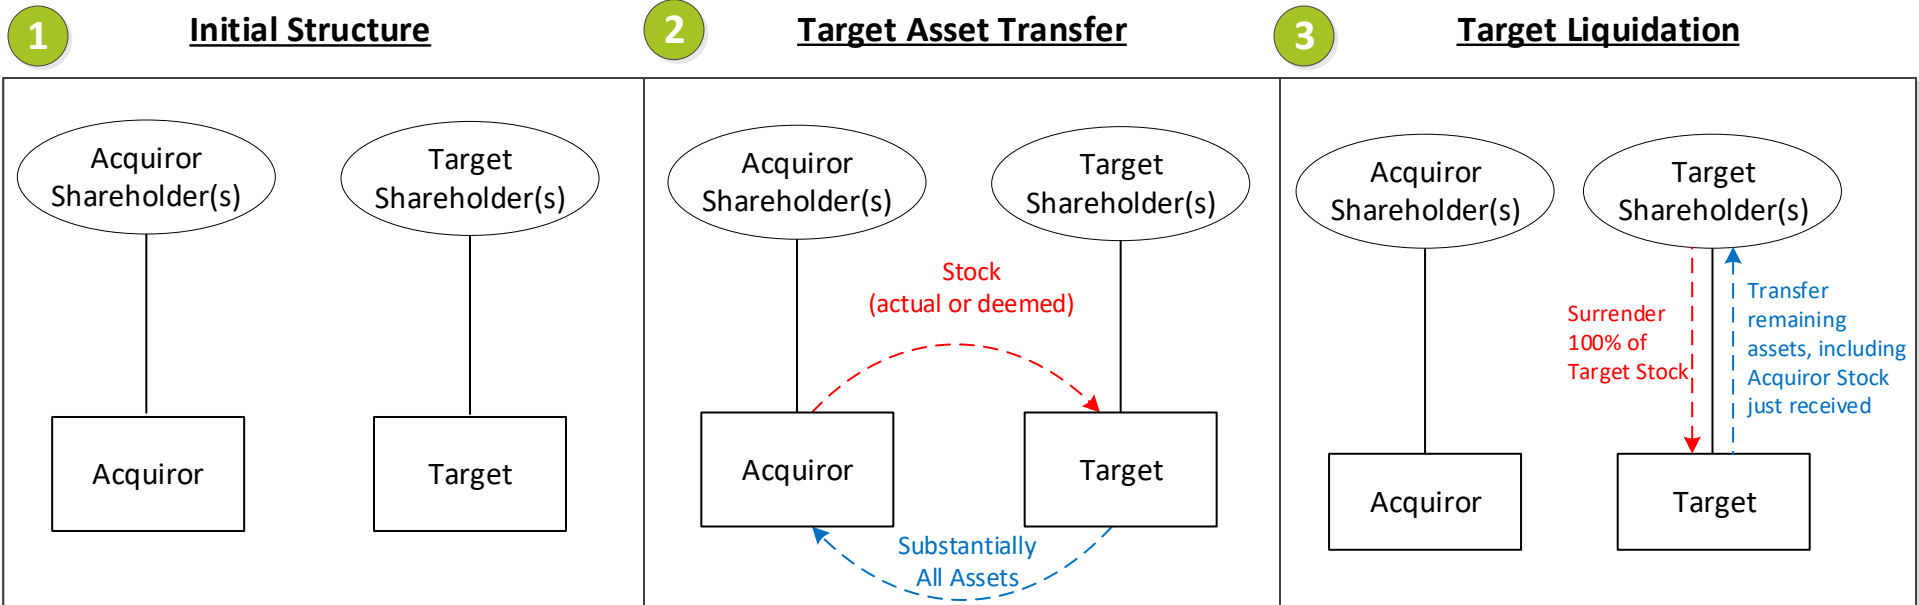 1
Initial Structure
2
Target Asset Transfer
3
Target Liquidation
Acquiror
Shareholder(s)
Target
Shareholder(s)
Acquiror
Target
Acquiror
Shareholder(s)
Target
Shareholder(s)
Stock
(actual or deemed)
Acquiror
Target
Substantially
All Assets
Acquiror
Shareholder(s)
Target
Shareholder(s)
Surrender
100% of
Target Stock
Transfer
remaining
assets, including
Acquiror Stock
just received
Acquiror
Target